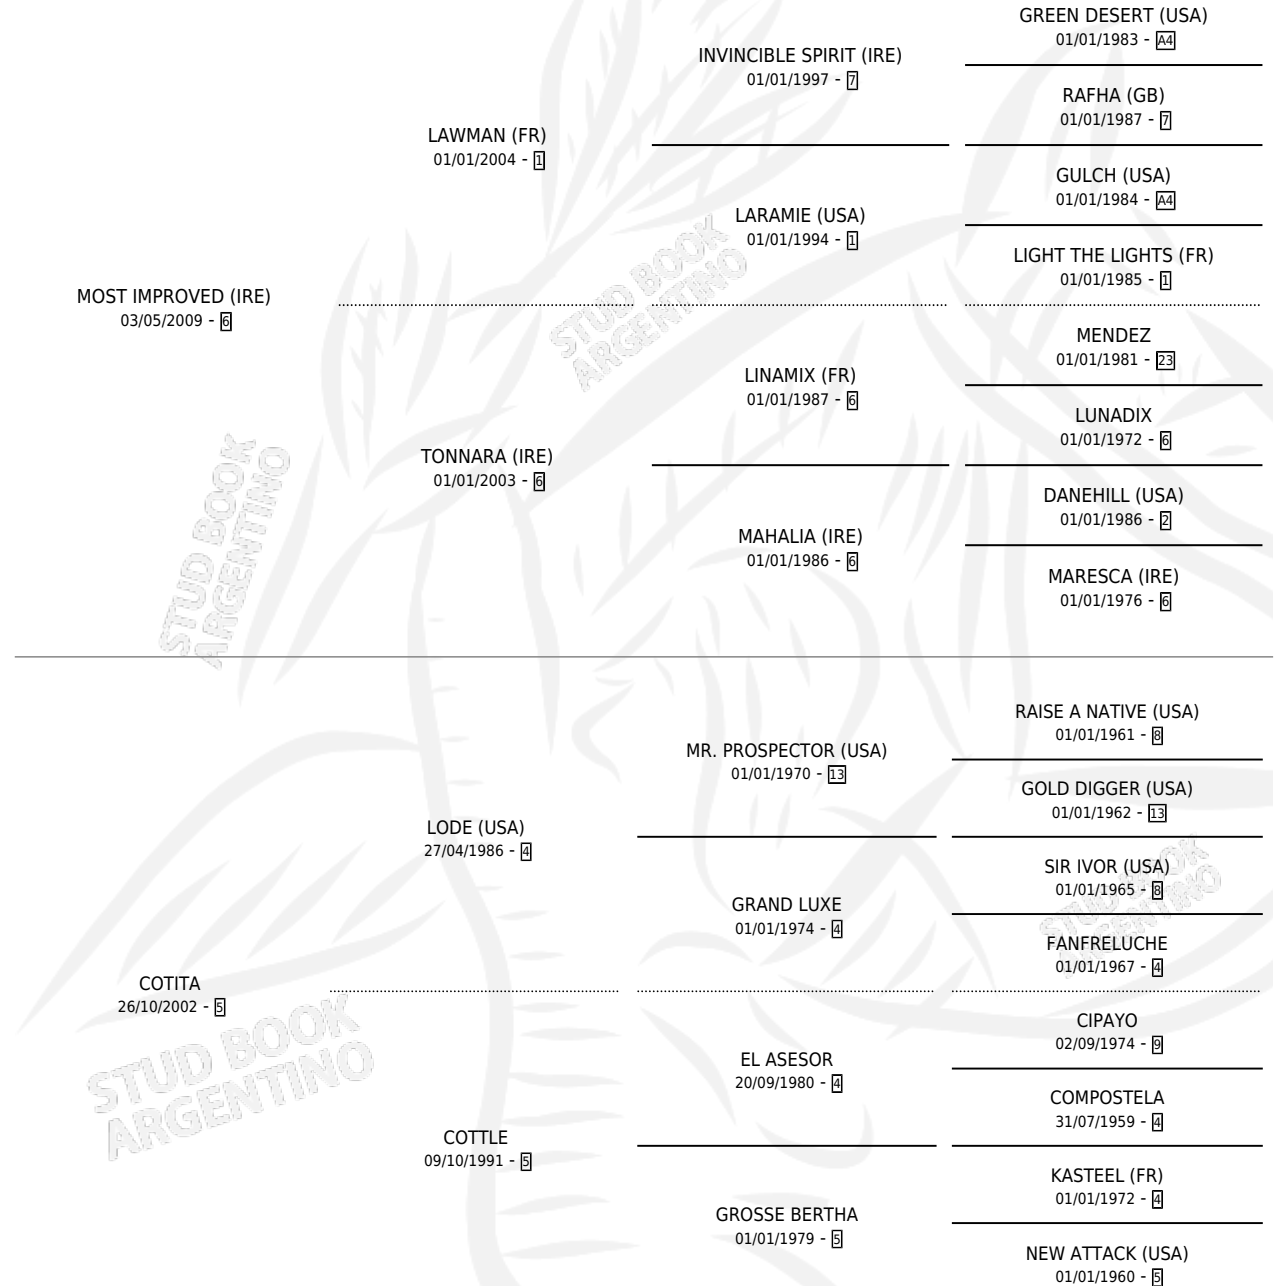 GREEN DESERT (USA)
01/01/1983 - A4
INVINCIBLE SPIRIT (IRE)
01/01/1997 - 7
RAFHA (GB)
01/01/1987 - 7
LAWMAN (FR)
01/01/2004 - 1
GULCH (USA)
01/01/1984 - A4
LARAMIE (USA)
01/01/1994 - 1
LIGHT THE LIGHTS (FR)
01/01/1985 - 1
MOST IMPROVED (IRE)
03/05/2009 - 6
MENDEZ
01/01/1981 - 23
LINAMIX (FR)
01/01/1987 - 6
LUNADIX
01/01/1972 - 6
TONNARA (IRE)
01/01/2003 - 6
DANEHILL (USA)
01/01/1986 - 2
MAHALIA (IRE)
01/01/1986 - 6
MARESCA (IRE)
01/01/1976 - 6
RAISE A NATIVE (USA)
01/01/1961 - 8
MR. PROSPECTOR (USA)
01/01/1970 - 13
GOLD DIGGER (USA)
01/01/1962 - 13
LODE (USA)
27/04/1986 - 4
SIR IVOR (USA)
01/01/1965 - 8
GRAND LUXE
01/01/1974 - 4
FANFRELUCHE
01/01/1967 - 4
COTITA
26/10/2002 - 5
CIPAYO
02/09/1974 - 9
EL ASESOR
20/09/1980 - 4
COMPOSTELA
31/07/1959 - 4
COTTLE
09/10/1991 - 5
KASTEEL (FR)
01/01/1972 - 4
GROSSE BERTHA
01/01/1979 - 5
NEW ATTACK (USA)
01/01/1960 - 5
STUD BOOK
ARGENTINO
STUD BOOK
ARGENTINO
STUD BOOK
ARGENTINO
STUD BOOK
ARGENTINO